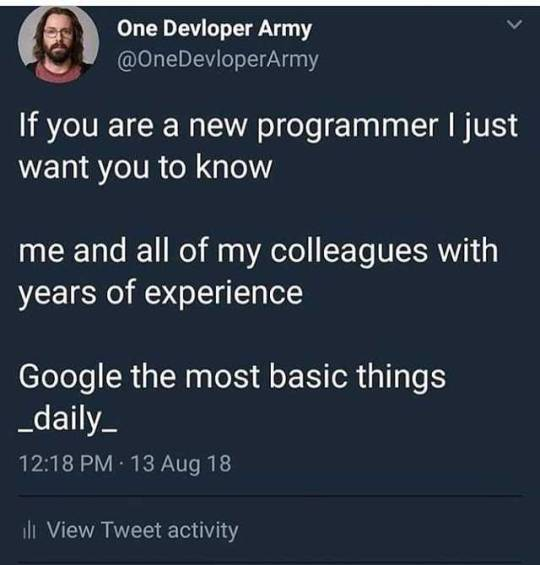 One Devloper Army
@OneDevloperArmy
If you are a new programmer I just
want you to know
me and all of my colleagues with
years of experience
Google the most basic things
_daily_
12:18 PM · 13 Aug 18
View Tweet activity